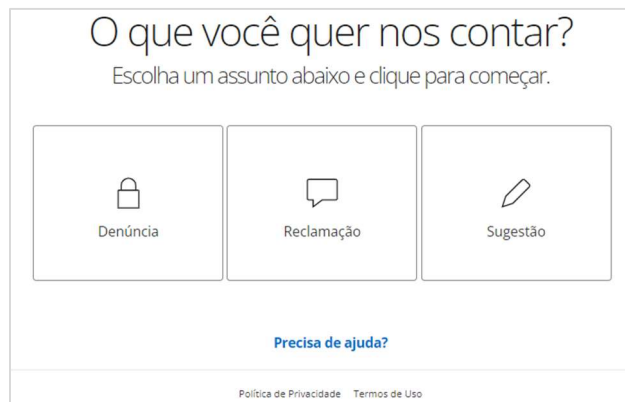 O que você quer nos contar?
Escolha um assunto abaixo e clique para começar.
Denúncia
Reclamação
Sugestão
Precisa de ajuda?
Política de Privacidade Termos de Uso